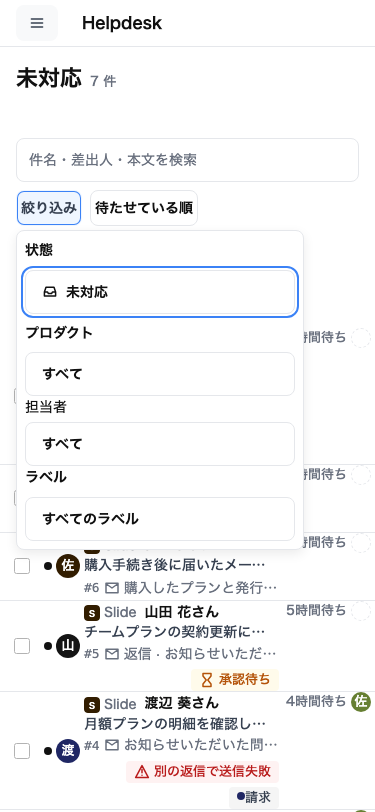 Helpdesk
未対応 7 件
件名・差出人・本文を検索
絞り込み 待たせている順
状態
未対応
プロダクト
時間待ち
すべて
担当者
すべて
ラベル
時間待ち
すべてのラベル
時間待ち
佐 購入手続き後に届いたメー…
#6 購入したプランと発行…
s Slide 山田 花さん 5時間待ち
山 チームプランの契約更新に…
#5 返信・お知らせいただ…
承認待ち
s Slide 渡辺 葵さん 4時間待ち 佐
渡 月額プランの明細を確認し…
#4 お知らせいただいた問…
別の返信で送信失敗
請求